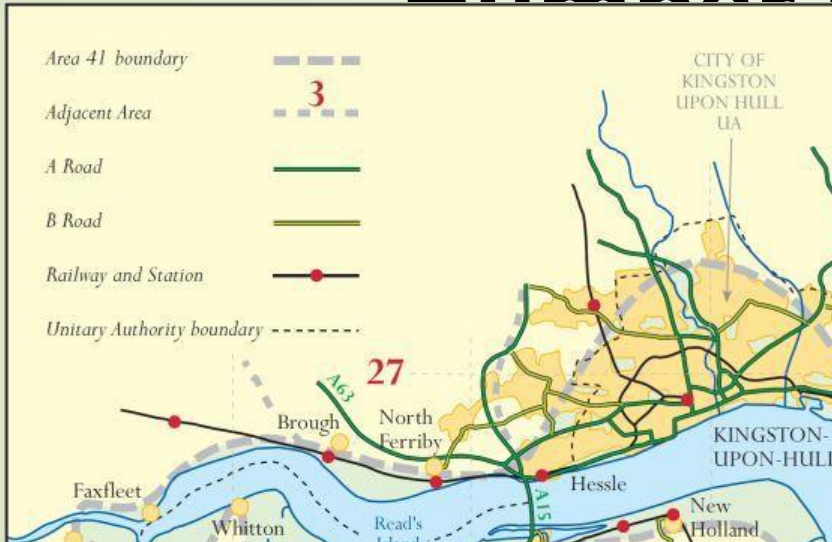 Area 41 boundary
3
Adjacent Area
A Road
B Road
Railway and Station
Unitary Authority boundary
CITY OF
KINGSTON
UPON HULL
UA
27
A63
Brough
North
Ferriby
KINGSTON-
UPON-HULL
Hessle
Faxfleet
A15
New
Holland
Whitton
Read's